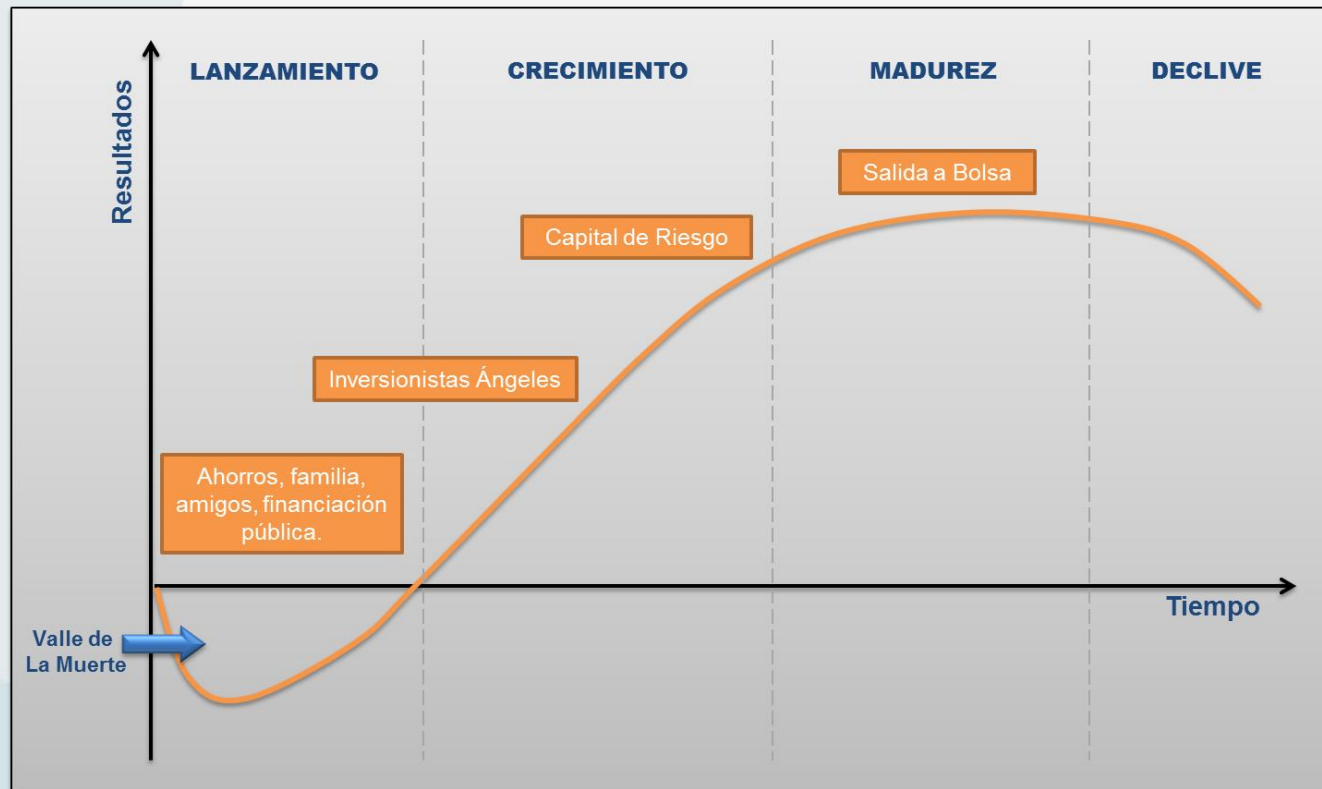 LANZAMIENTO
CRECIMIENTO
MADUREZ
DECLIVE
Resultados
Salida a Bolsa
Capital de Riesgo
Inversionistas Ángeles
Ahorros, familia,
amigos, financiación
pública.
Tiempo
Valle de
La Muerte